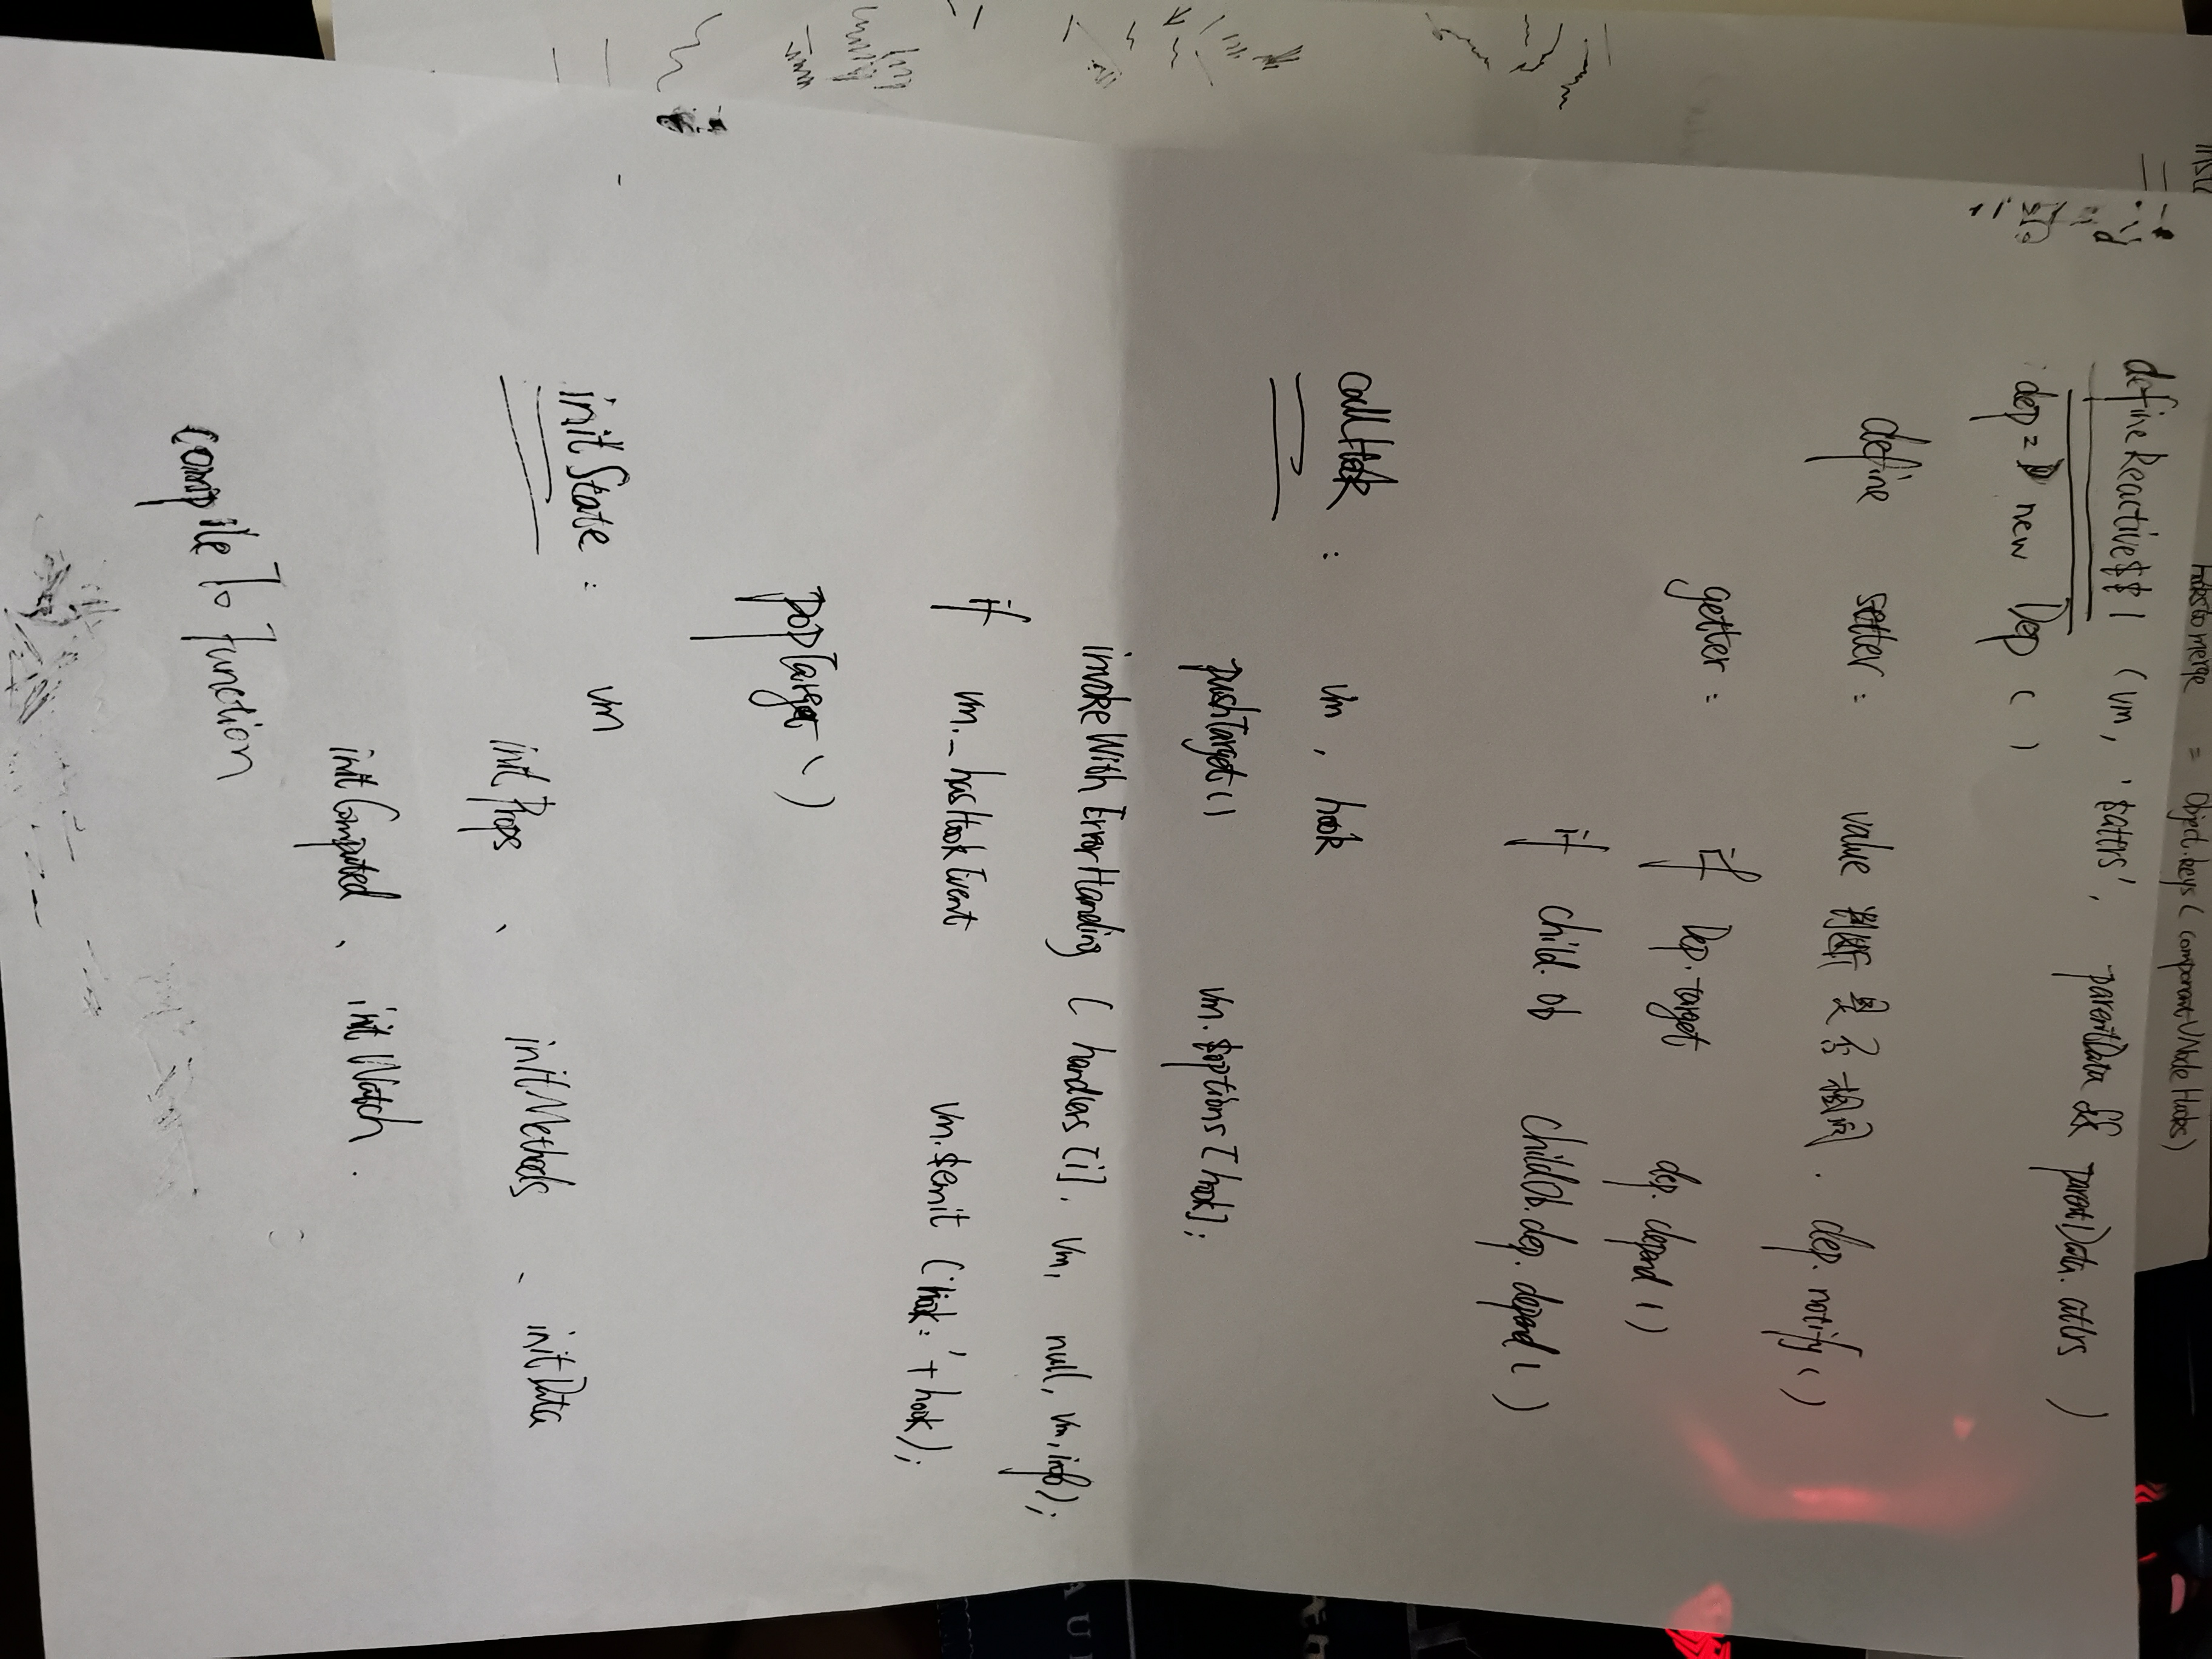 hooksToMerge = Object.keys(componentVNodeHooks)
defineReactive$$1 (vm, '$attrs', parentData && parentData.attrs )
dep = new Dep ( )
define setter : value 判断是否相同. dep. notify ( )
getter : if Dep. target dep. depend ( )
if child. ob childOb. dep. depend ( )
callHook : vm , hook
pushTarget() vm. $options [hook];
invokeWithErrorHanding ( handlers [i]. vm, null, vm, info);
if vm._hasHookEvent vm.$emit ('hook:' + hook);
popTarget ( )
initState : vm
initProps 、 initMethods 、 initData
initComputed 、 initWatch .
compileToFunction